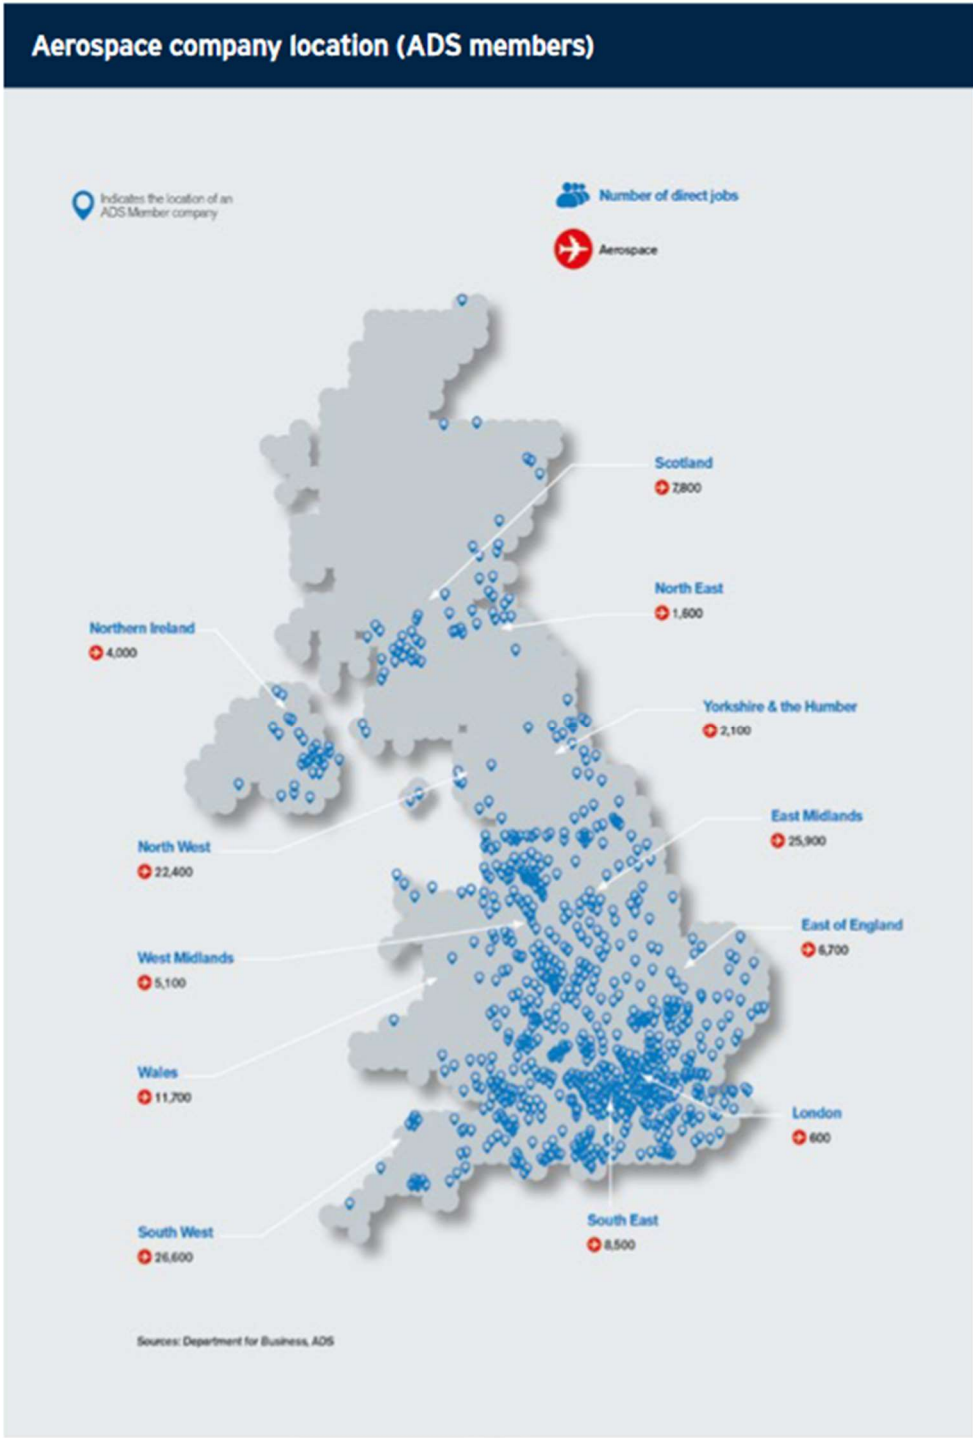 Aerospace company location (ADS members)
Indicates the location of an
ADS Member company
Number of direct jobs
Aerospace
Scotland
7,800
North East
1,600
Northern Ireland
4,000
Yorkshire & the Humber
2,100
East Midlands
25,900
North West
22,400
East of England
6,700
West Midlands
5,100
Wales
11,700
London
600
South East
8,500
South West
26,600
Sources: Department for Business, ADS